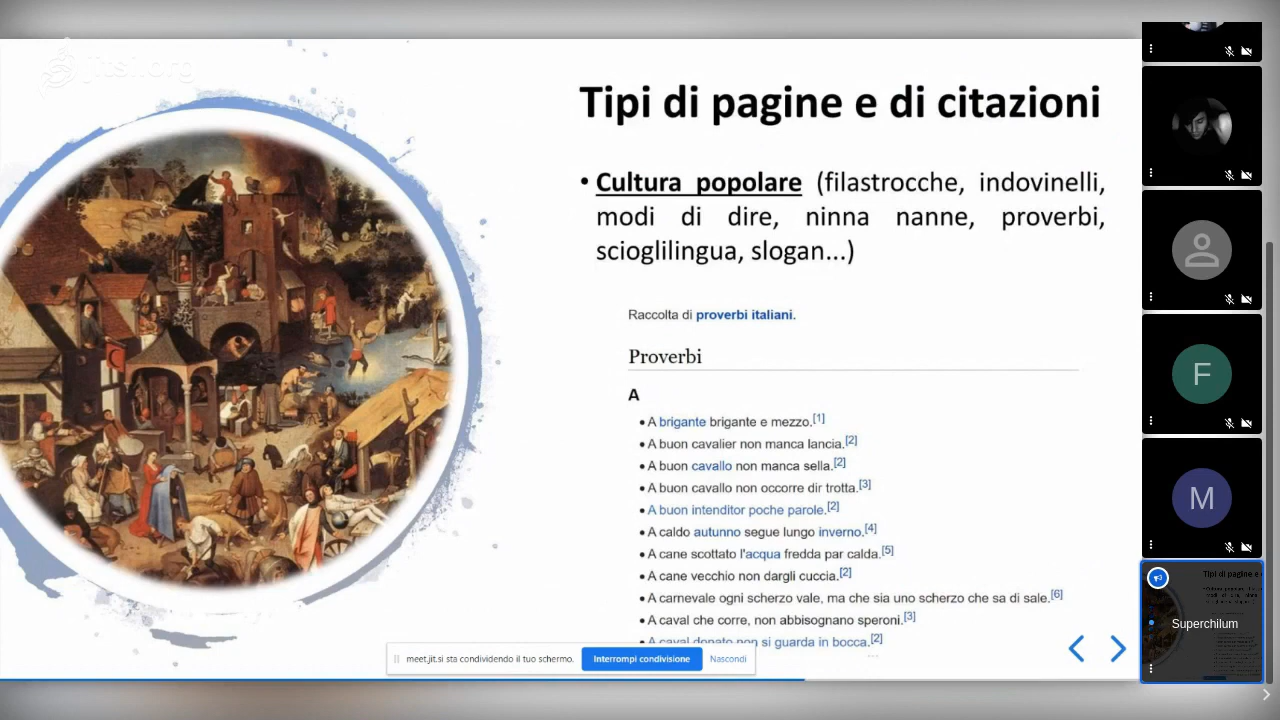 jitsi.org
Tipi di pagine e di citazioni
• Cultura popolare (filastrocche, indovinelli,
modi di dire, ninna nanne, proverbi,
scioglilingua, slogan...)
Raccolta di proverbi italiani.
Proverbi
A
• A brigante brigante e mezzo.[1]
• A buon cavalier non manca lancia.[2]
• A buon cavallo non manca sella.[2]
• A buon cavallo non occorre dir trotta.[3]
• A buon intenditor poche parole.[2]
• A caldo autunno segue lungo inverno.[4]
• A cane scottato l'acqua fredda par calda.[5]
• A cane vecchio non dargli cuccia.[2]
• A carnevale ogni scherzo vale, ma che sia uno scherzo che sa di sale.[6]
• A caval che corre, non abbisognano speroni.[3]
• A caval donato non si guarda in bocca.[2]
meet.jit.si sta condividendo il tuo schermo.
Interrompi condivisione
Nascondi
F
M
Tipi di pagine e
Superchilum